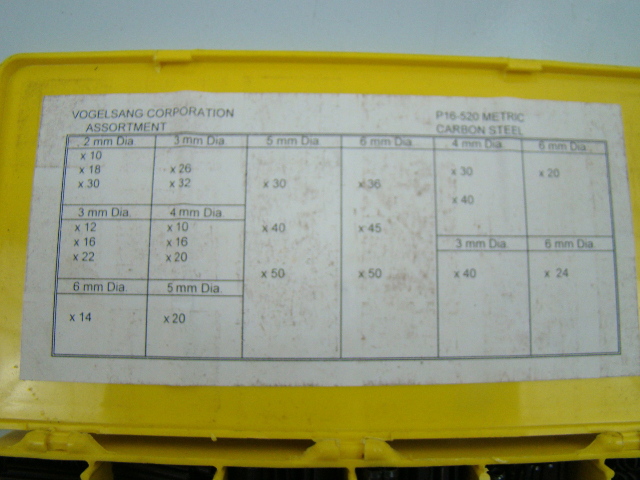 VOGELSANG CORPORATION P16-520 METRIC
ASSORTMENT CARBON STEEL
2 mm Dia. 3 mm Dia. 5 mm Dia. 6 mm Dia. 4 mm Dia. 6 mm Dia.
x 10
x 18 x 26 x 30 x 20
x 30 x 32 x 30 x 36
x 40
3 mm Dia. 4 mm Dia.
x 12 x 10 x 40 x 45
x 16 x 16 3 mm Dia. 6 mm Dia.
x 22 x 20
x 50 x 50 x 40 x 24
6 mm Dia. 5 mm Dia.
x 14 x 20